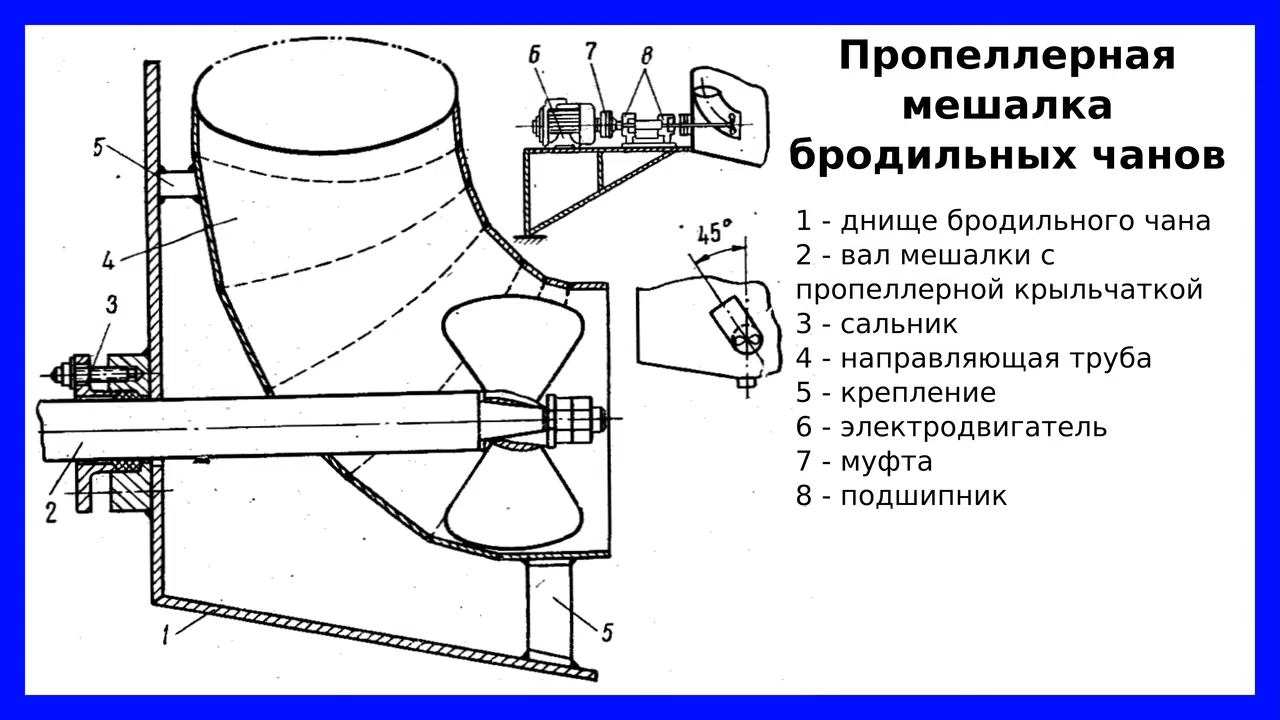 Пропеллерная
мешалка
бродильных чанов
1 - днище бродильного чана
2 - вал мешалки с
пропеллерной крыльчаткой
3 - сальник
4 - направляющая труба
5 - крепление
6 - электродвигатель
7 - муфта
8 - подшипник
6 7 8
5
45°
4
3
2
1
5